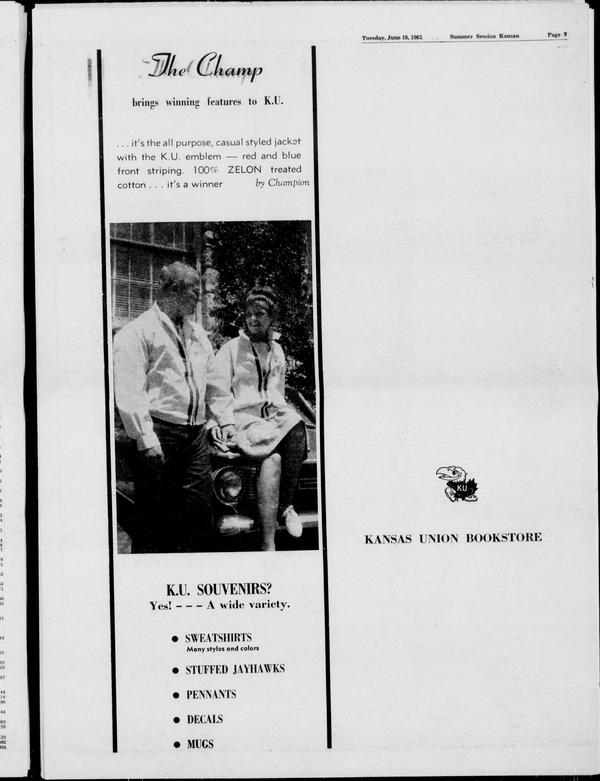 Tuesday, June 18, 1963 Summer Session Kansan Page 3
The Champ
brings winning features to K.U.
. . . it's the all purpose, casual styled jacket
with the K.U. emblem — red and blue
front striping. 100% ZELON treated
cotton . . . it's a winner by Champion
K.U. SOUVENIRS?
Yes! – – – A wide variety.
● SWEATSHIRTS
Many styles and colors
● STUFFED JAYHAWKS
● PENNANTS
● DECALS
● MUGS
KU
KANSAS UNION BOOKSTORE